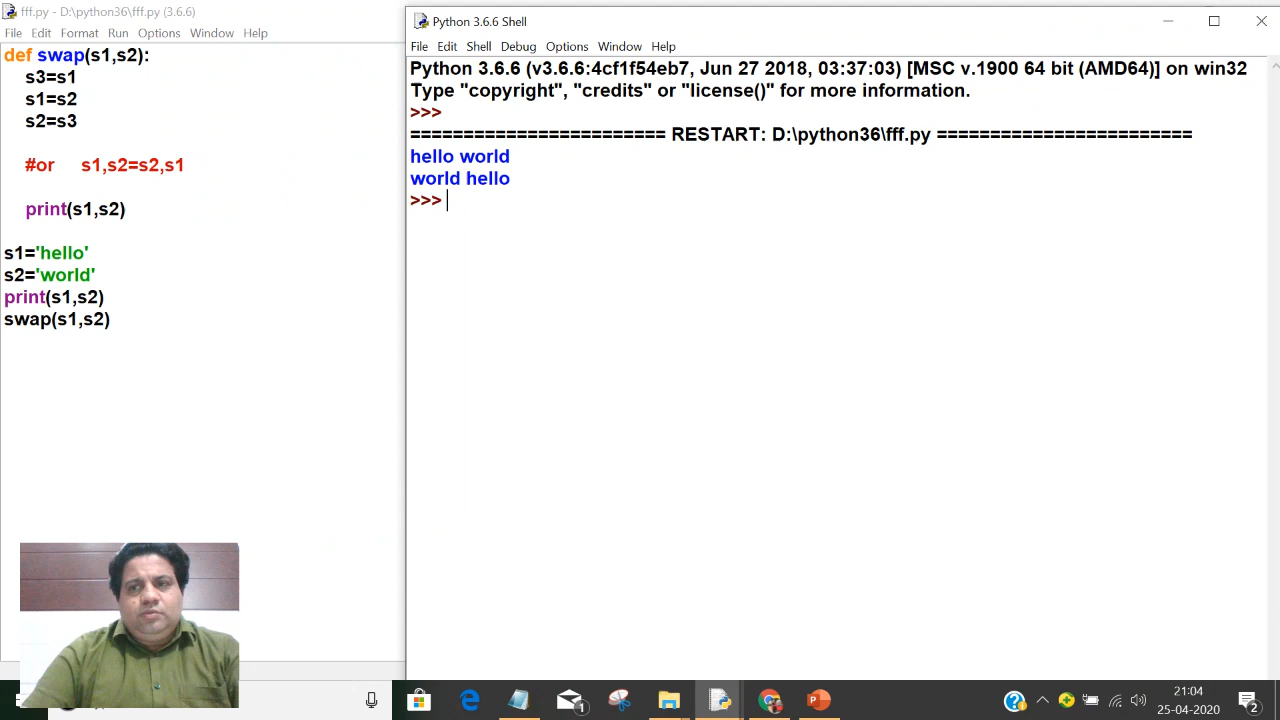 fff.py - D:\python36\fff.py (3.6.6)
File Edit Format Run Options Window Help
def swap(s1,s2):
s3=s1
s1=s2
s2=s3
#or s1,s2=s2,s1
print(s1,s2)
s1='hello'
s2='world'
print(s1,s2)
swap(s1,s2)
Python 3.6.6 Shell
File Edit Shell Debug Options Window Help
Python 3.6.6 (v3.6.6:4cf1f54eb7, Jun 27 2018, 03:37:03) [MSC v.1900 64 bit (AMD64)] on win32
Type "copyright", "credits" or "license()" for more information.
>>>
======================== RESTART: D:\python36\fff.py ========================
hello world
world hello
>>>
1
21:04
25-04-2020
2